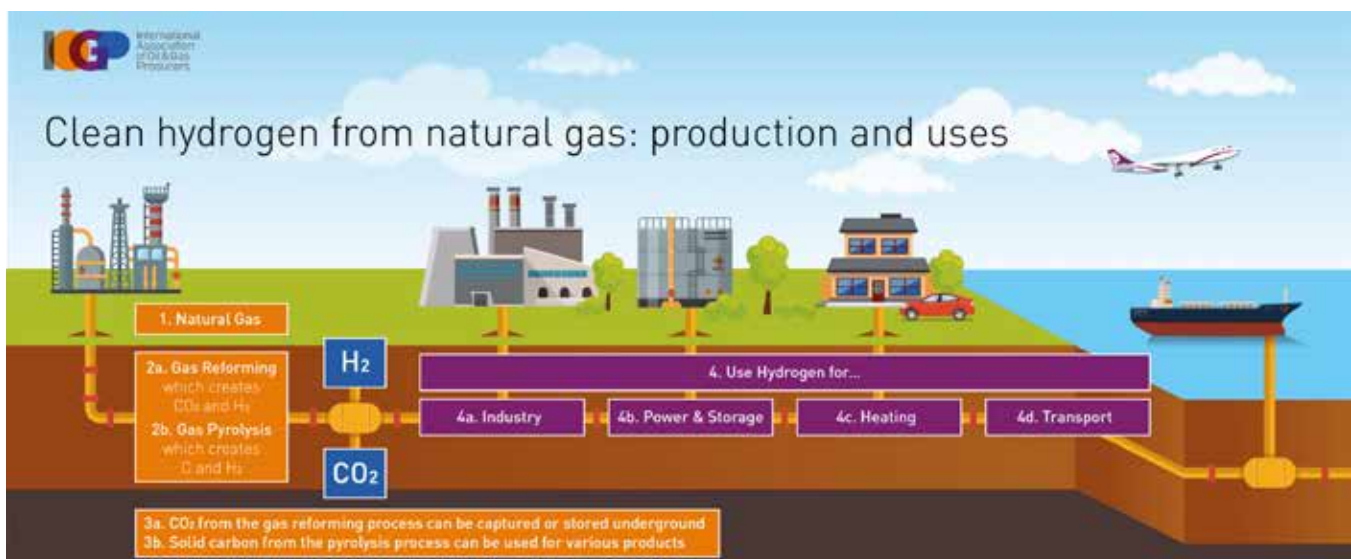 IOGP
International
Association
of Oil & Gas
Producers
Clean hydrogen from natural gas: production and uses
1. Natural Gas
2a. Gas Reforming
which creates
CO₂ and H₂
2b. Gas Pyrolysis
which creates
C and H₂
H₂
CO₂
4. Use Hydrogen for...
4a. Industry
4b. Power & Storage
4c. Heating
4d. Transport
3a. CO₂ from the gas reforming process can be captured or stored underground
3b. Solid carbon from the pyrolysis process can be used for various products